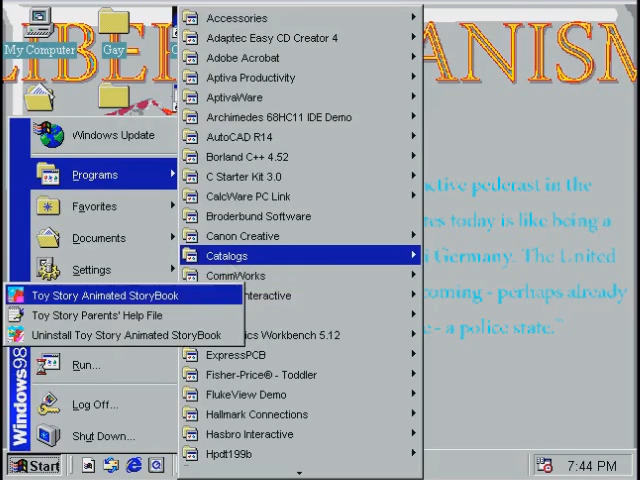 LIBER
ANISM
My Computer
Gay
Windows Update
Programs
Favorites
Documents
Settings
Run...
Log Off...
Shut Down...
Windows98
Start
Accessories
Adaptec Easy CD Creator 4
Adobe Acrobat
Aptiva Productivity
AptivaWare
Archimedes 68HC11 IDE Demo
AutoCAD R14
Borland C++ 4.52
C Starter Kit 3.0
CalcWare PC Link
Broderbund Software
Canon Creative
Catalogs
CommWorks
nteractive
cs Workbench 5.12
ExpressPCB
Fisher-Price® - Toddler
FlukeView Demo
Hallmark Connections
Hasbro Interactive
Hpdt199b
Toy Story Animated StoryBook
Toy Story Parents' Help File
Uninstall Toy Story Animated StoryBook
ctive pederast in the
tes today is like being a
i Germany. The United
coming - perhaps already
- a police state."
7:44 PM